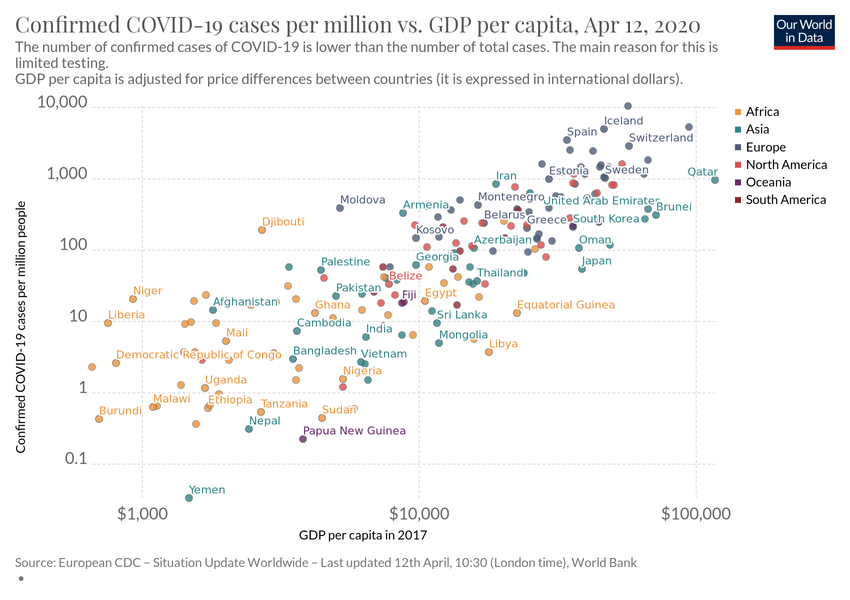 Confirmed COVID-19 cases per million vs. GDP per capita, Apr 12, 2020
The number of confirmed cases of COVID-19 is lower than the number of total cases. The main reason for this is
limited testing.
GDP per capita is adjusted for price differences between countries (it is expressed in international dollars).
Our World
in Data
10,000
1,000
100
10
1
0.1
Confirmed COVID-19 cases per million people
Iceland
Spain
Switzerland
Iran
Estonia
Sweden
Qatar
Moldova
Armenia
Montenegro
United Arab Emirates
Brunei
Djibouti
Kosovo
Belarus
Greece
South Korea
Azerbaijan
Oman
Palestine
Georgia
Japan
Belize
Thailand
Niger
Afghanistan
Pakistan
Fiji
Egypt
Liberia
Ghana
Equatorial Guinea
Cambodia
India
Sri Lanka
Mali
Mongolia
Democratic Republic of Congo
Bangladesh
Vietnam
Libya
Uganda
Nigeria
Burundi
Malawi
Ethiopia
Tanzania
Sudan
Nepal
Papua New Guinea
Yemen
$1,000
$10,000
$100,000
GDP per capita in 2017
Africa
Asia
Europe
North America
Oceania
South America
Source: European CDC – Situation Update Worldwide – Last updated 12th April, 10:30 (London time), World Bank